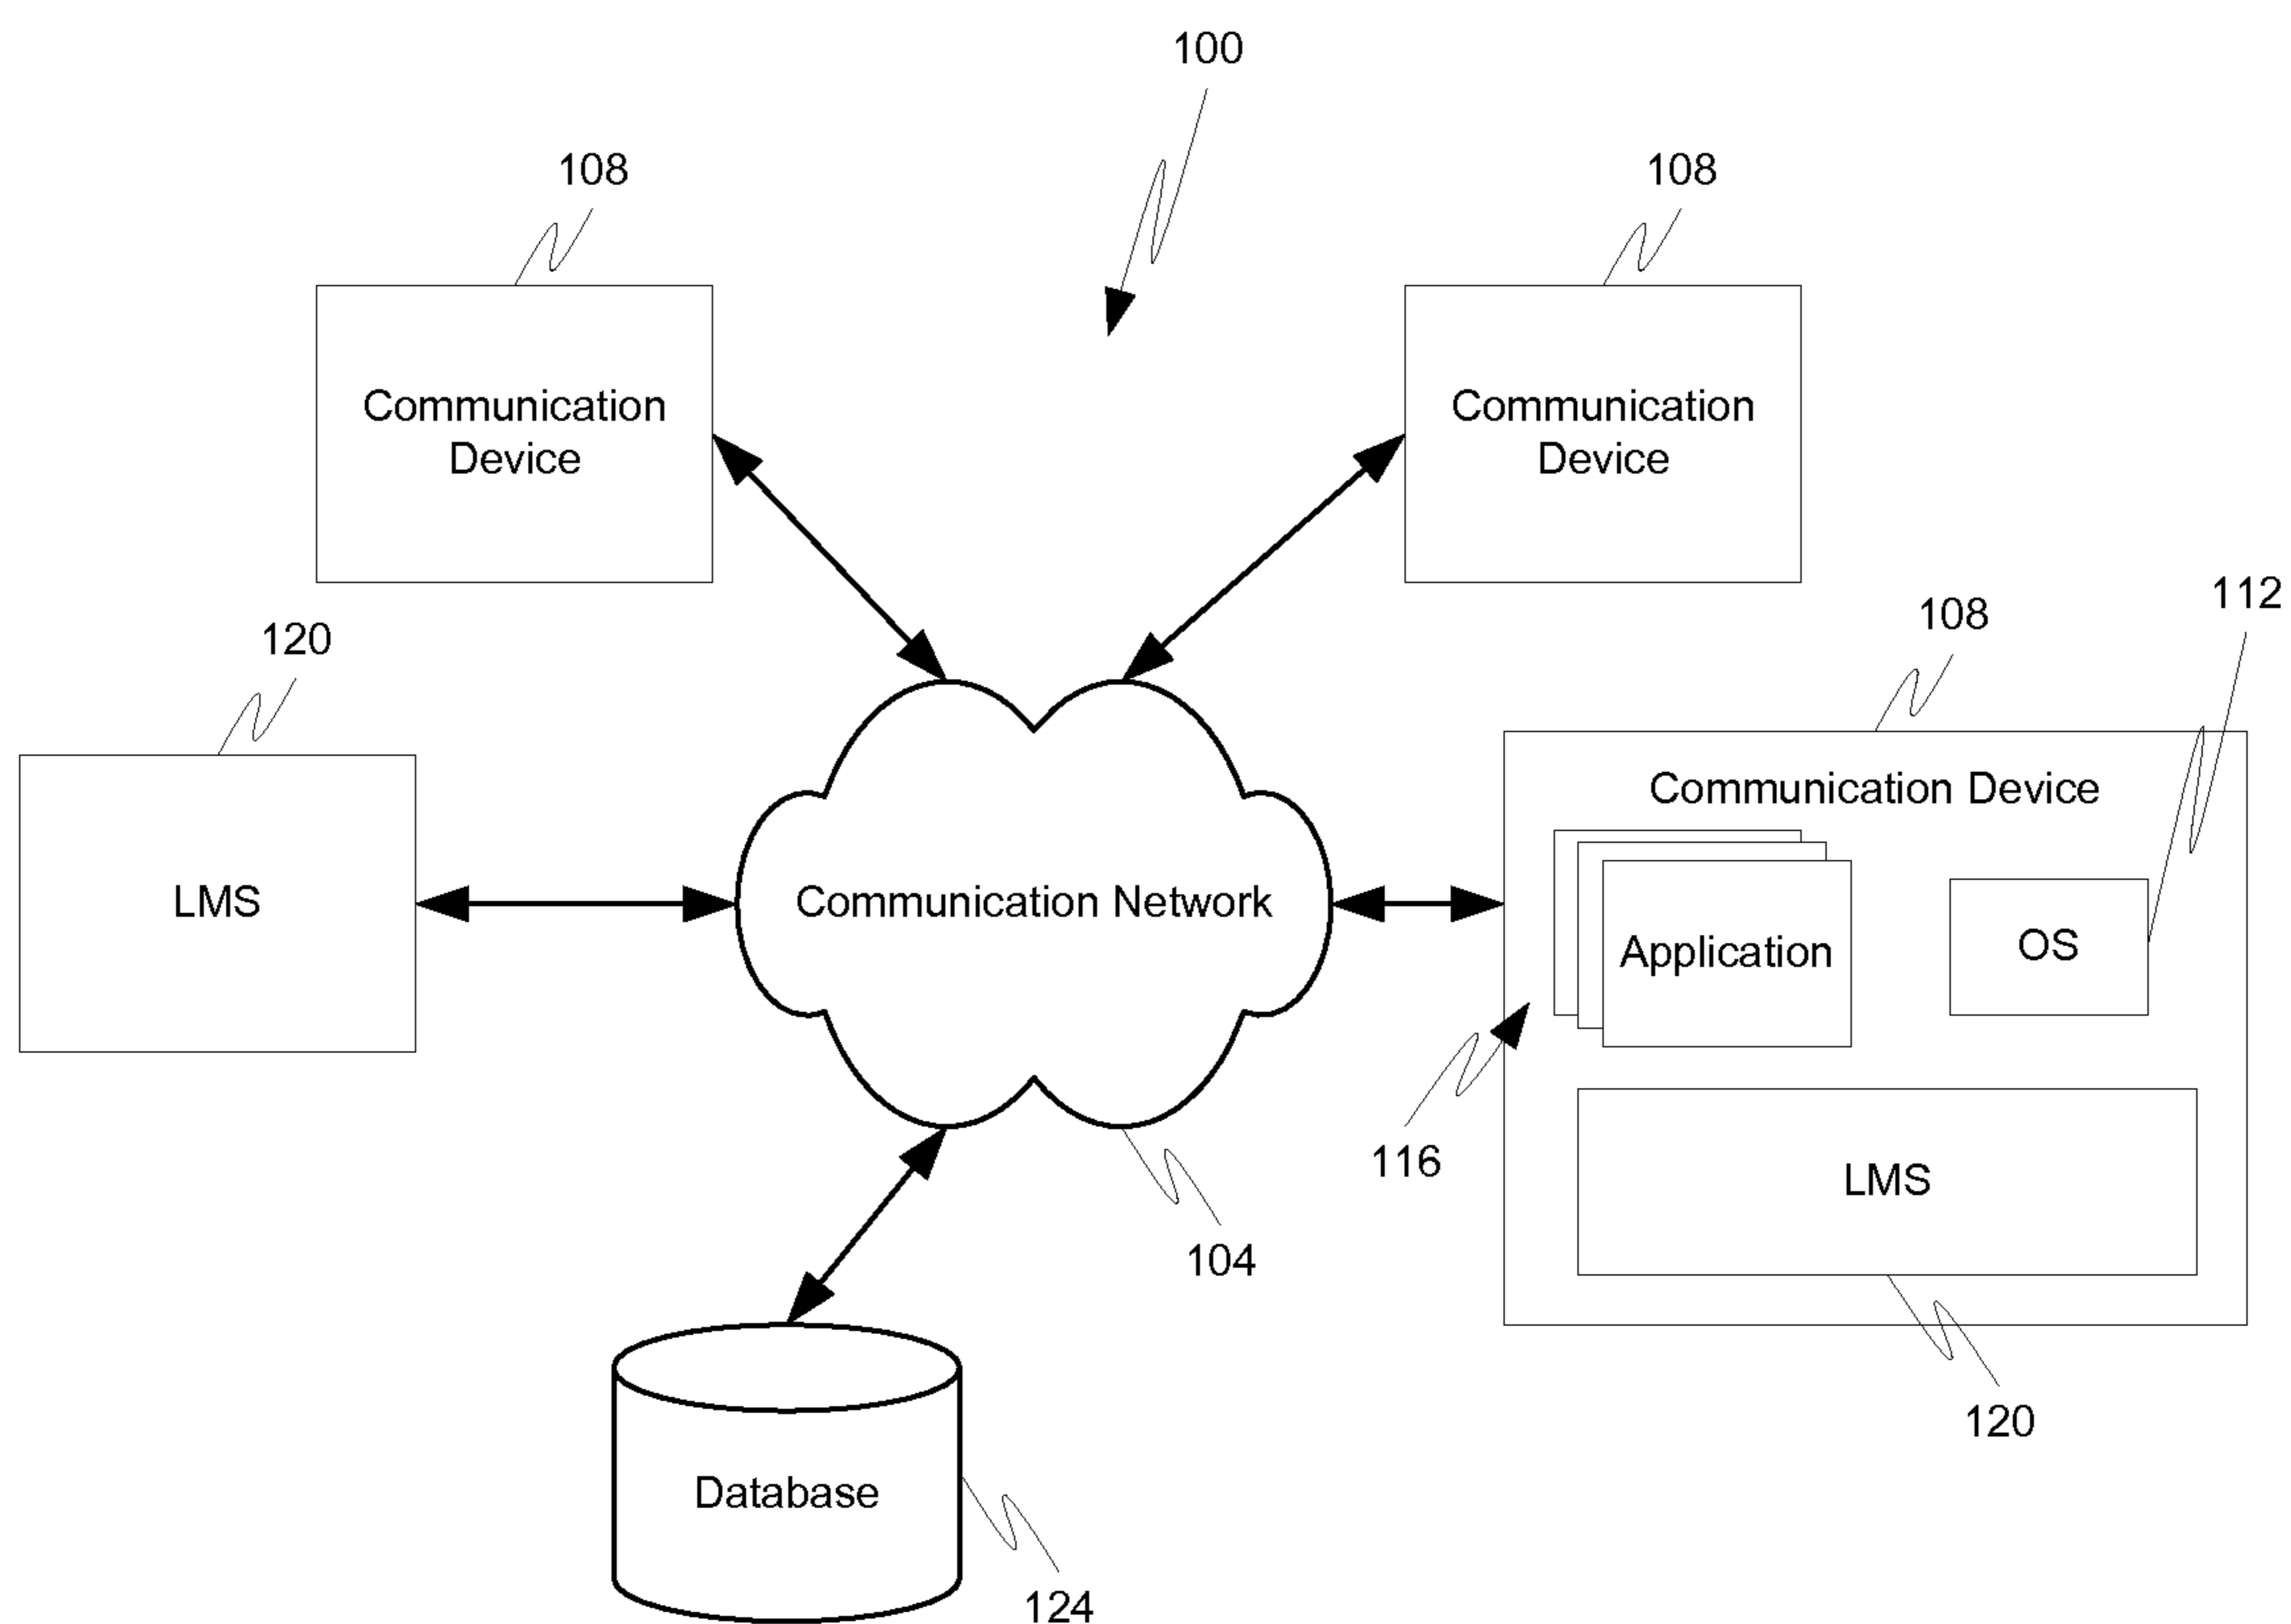 100
108
108
Communication
Device
Communication
Device
112
108
120
Communication Device
LMS
Communication Network
Application
OS
116
LMS
104
120
Database
124